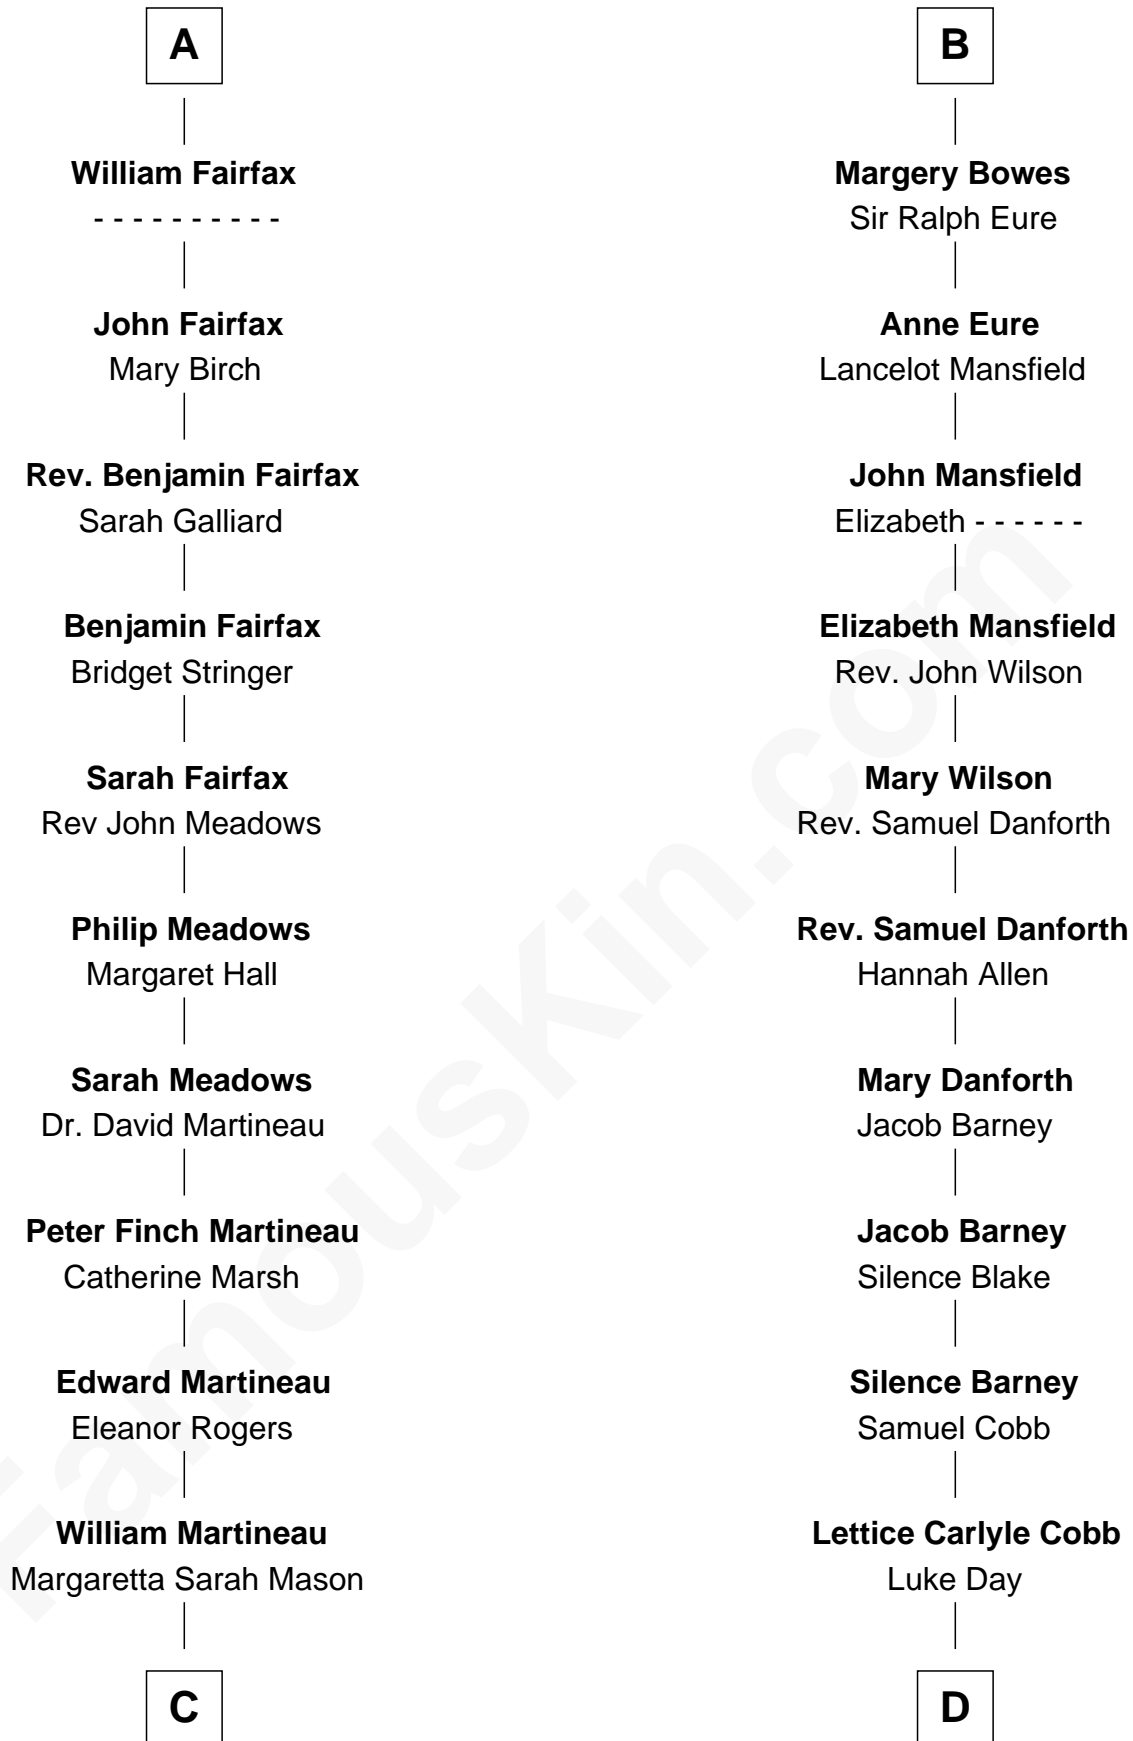 A
William Fairfax
- - - - - - - - - -
John Fairfax
Mary Birch
Rev. Benjamin Fairfax
Sarah Galliard
Benjamin Fairfax
Bridget Stringer
Sarah Fairfax
Rev John Meadows
Philip Meadows
Margaret Hall
Sarah Meadows
Dr. David Martineau
Peter Finch Martineau
Catherine Marsh
Edward Martineau
Eleanor Rogers
William Martineau
Margaretta Sarah Mason
C
B
Margery Bowes
Sir Ralph Eure
Anne Eure
Lancelot Mansfield
John Mansfield
Elizabeth - - - - - -
Elizabeth Mansfield
Rev. John Wilson
Mary Wilson
Rev. Samuel Danforth
Rev. Samuel Danforth
Hannah Allen
Mary Danforth
Jacob Barney
Jacob Barney
Silence Blake
Silence Barney
Samuel Cobb
Lettice Carlyle Cobb
Luke Day
D
FamousKin.com